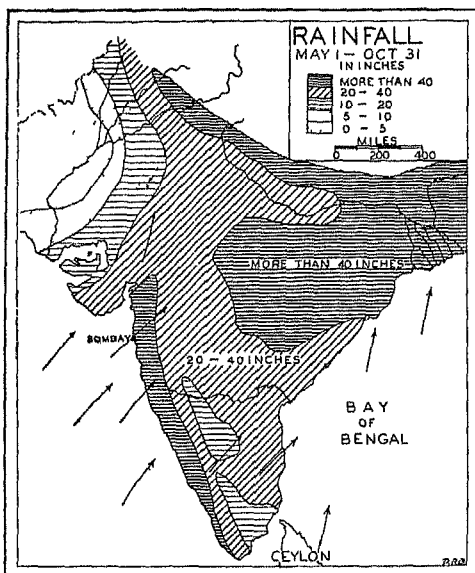 RAINFALL
MAY 1 - OCT 31
IN INCHES
MORE THAN 40
20 - 40
10 - 20
5 - 10
0 - 5
MILES
0 200 400
MORE THAN 40 INCHES
BOMBAY
20 - 40 INCHES
BAY
OF
BENGAL
CEYLON